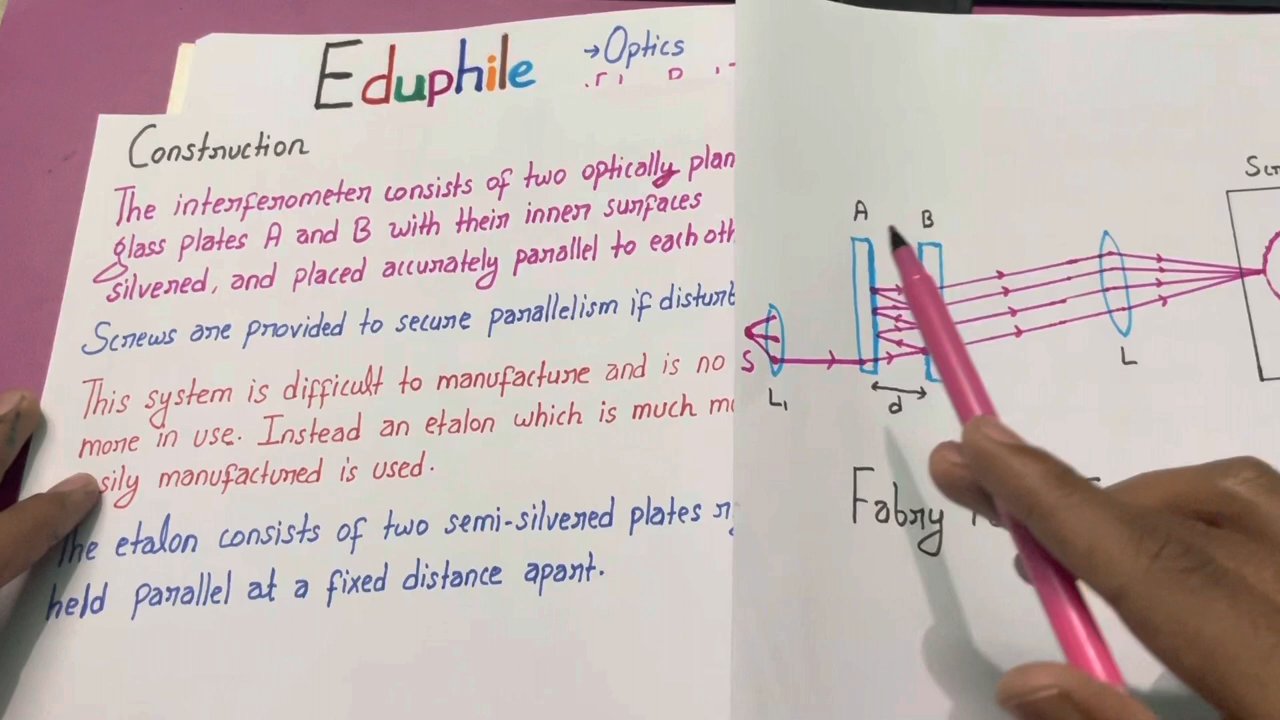 Eduphile
→Optics
Construction
The interferometer consists of two optically plan
glass plates A and B with their inner surfaces
silvered, and placed accurately parallel to each oth
Screws are provided to secure parallelism if disturb
This system is difficult to manufacture and is no
more in use. Instead an etalon which is much m
sily manufactured is used.
The etalon consists of two semi-silvered plates
held parallel at a fixed distance apart.
Scr
A
B
S
L1
d
L
Fabry